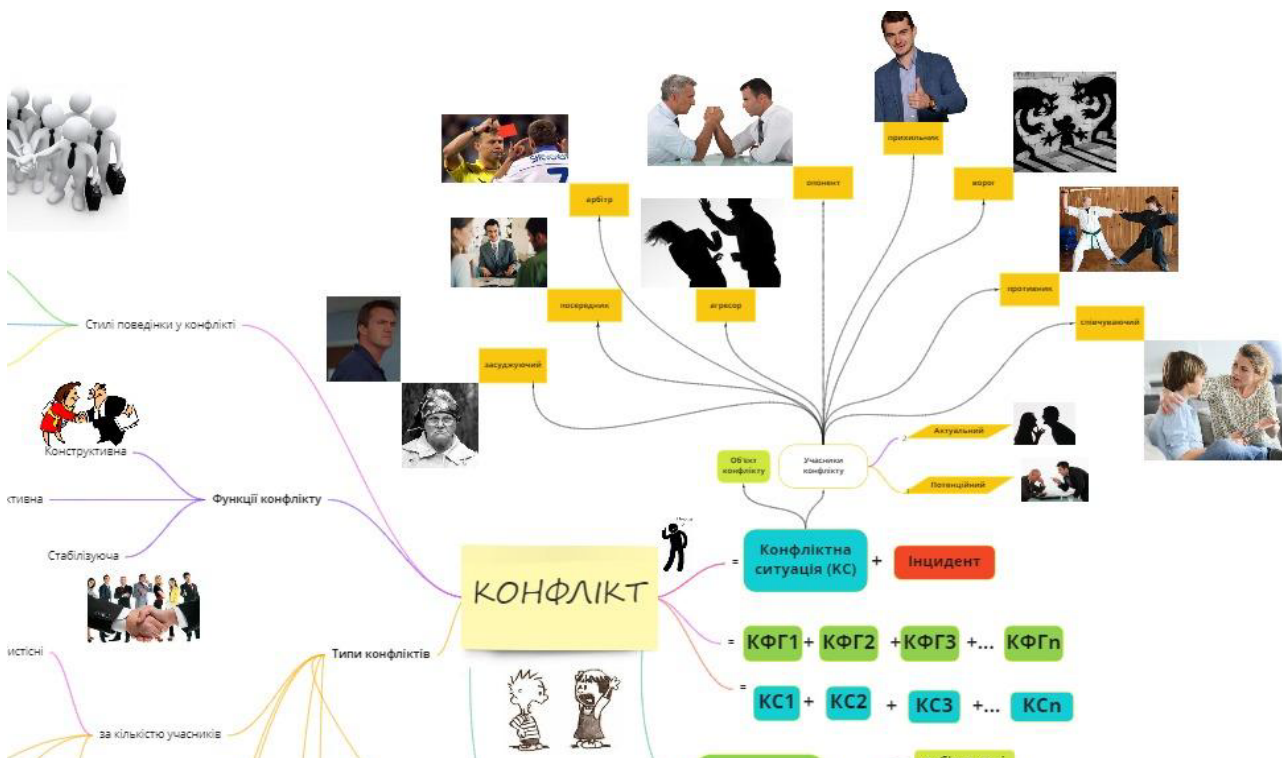 прихильник
опонент
ворог
арбітр
противник
посередник
агресор
співчуваючий
Стилі поведінки у конфлікті
засуджуючий
Актуальний
Об'єкт
конфлікту
Учасники
конфлікту
Конструктивна
Потенційний
ктивна
Функції конфлікту
Стабілізуюча
КОНФЛІКТ
= Конфліктна
ситуація (КС)
+ Інцидент
= КФГ1 + КФГ2 + КФГ3 +... КФГn
истісні
Типи конфліктів
= КС1 + КС2 + КС3 +... КСn
за кількістю учасників